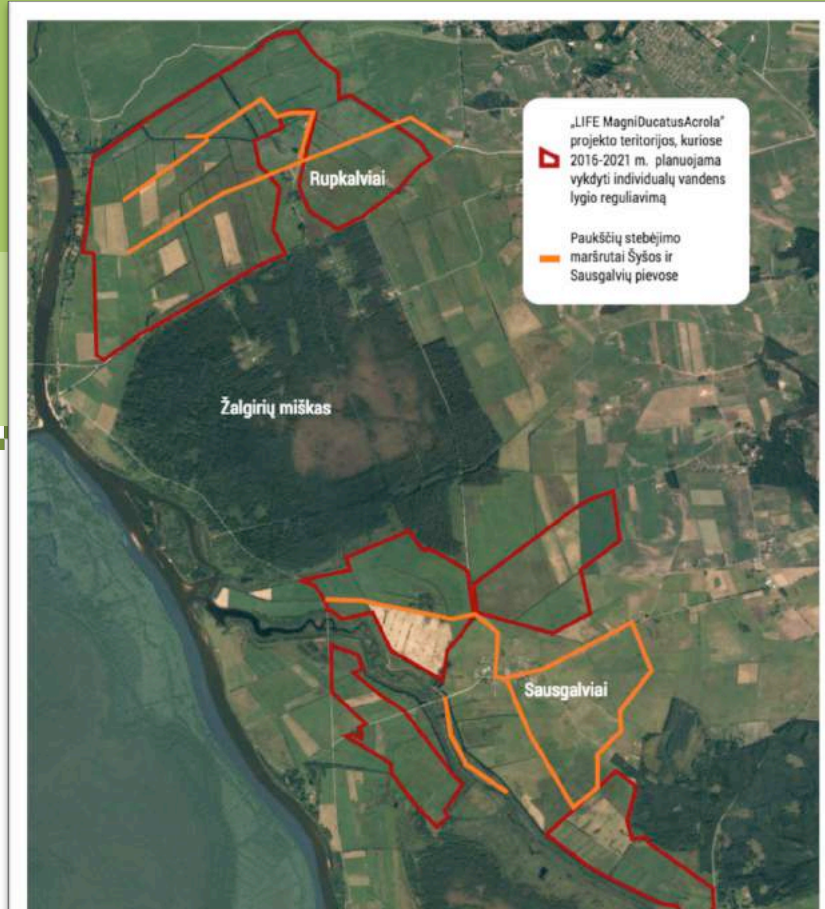 „LIFE MagniDucatusAcrola"
projekto teritorijos, kuriose
2016-2021 m. planuojama
vykdyti individualų vandens
lygio reguliavimą
Paukščių stebėjimo
maršrutai Šyšos ir
Sausgalvių pievose
Rupkalviai
Žalgirių miškas
Sausgalviai